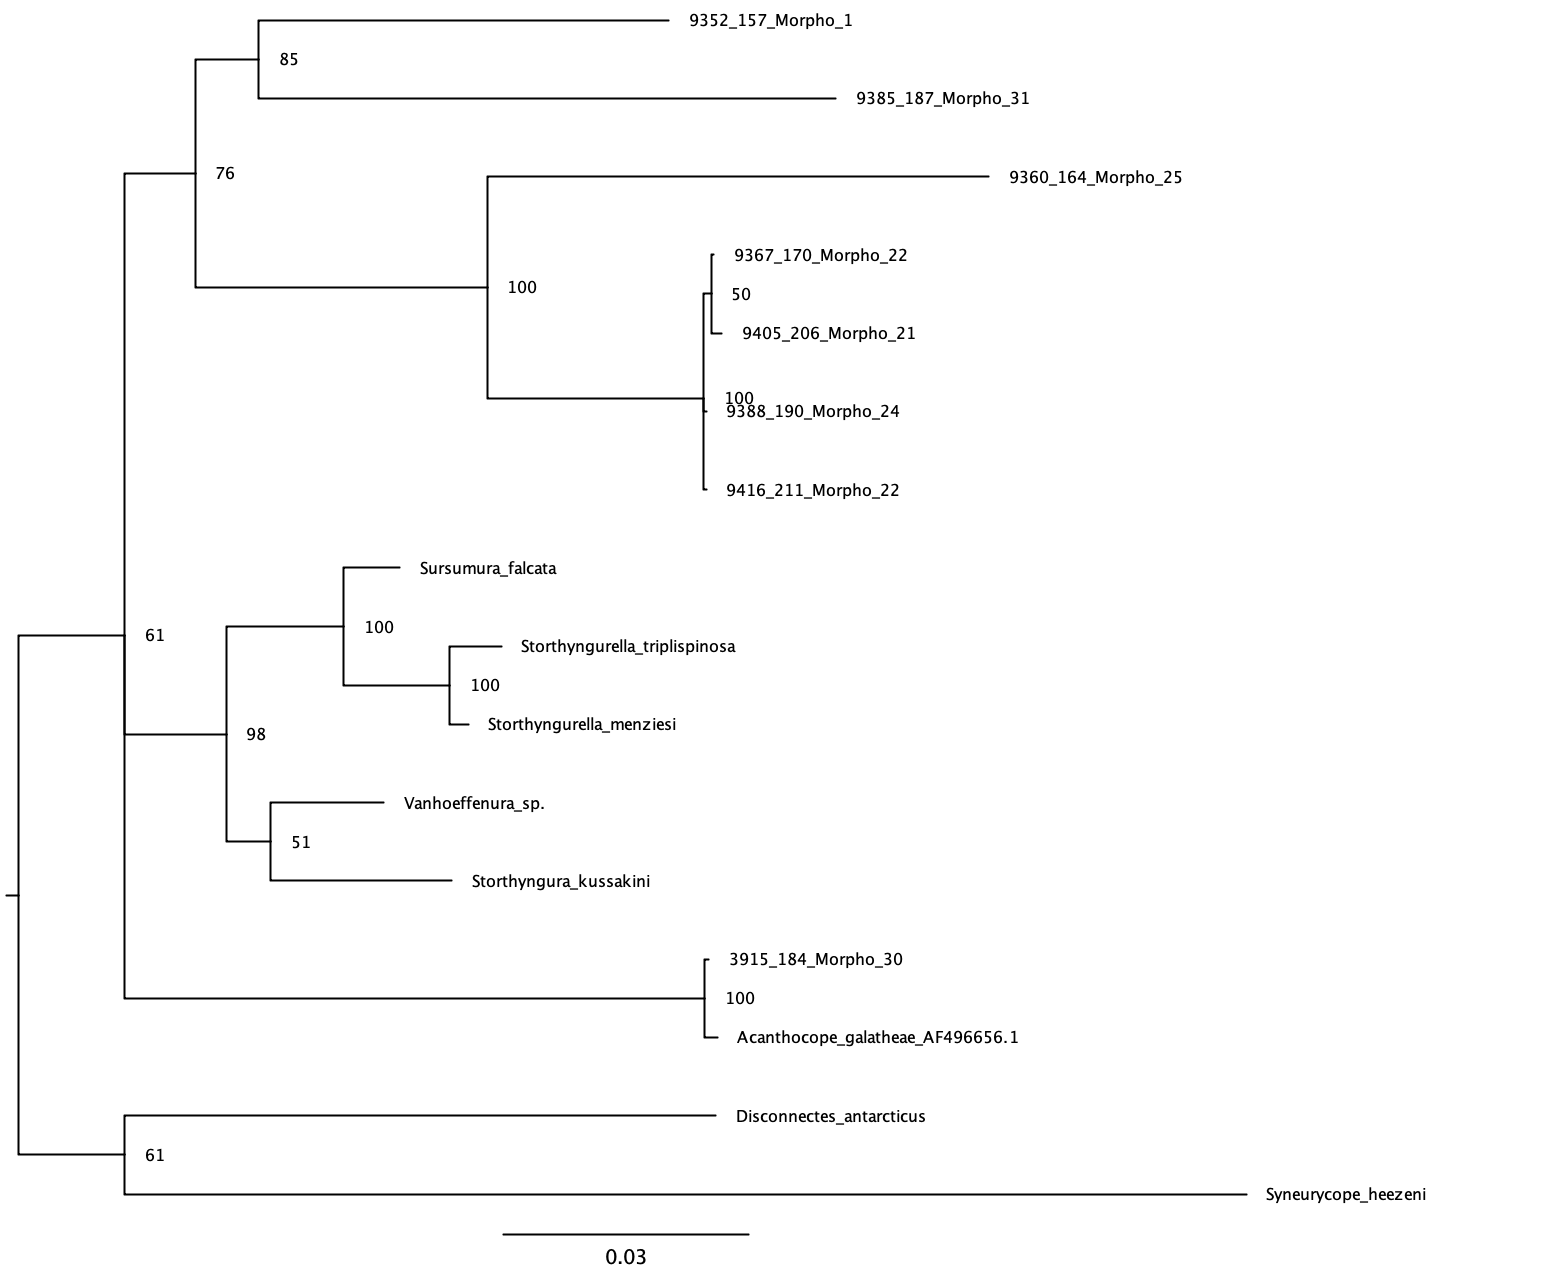 9352_157_Morpho_1
85
9385_187_Morpho_31
76
9360_164_Morpho_25
9367_170_Morpho_22
100
50
9405_206_Morpho_21
100
9388_190_Morpho_24
9416_211_Morpho_22
Sursumura_falcata
100
61
Storthyngurella_triplispinosa
100
Storthyngurella_menziesi
98
Vanhoeffenura_sp.
51
Storthyngura_kussakini
3915_184_Morpho_30
100
Acanthocope_galatheae_AF496656.1
Disconnectes_antarcticus
61
Syneurycope_heezeni
0.03